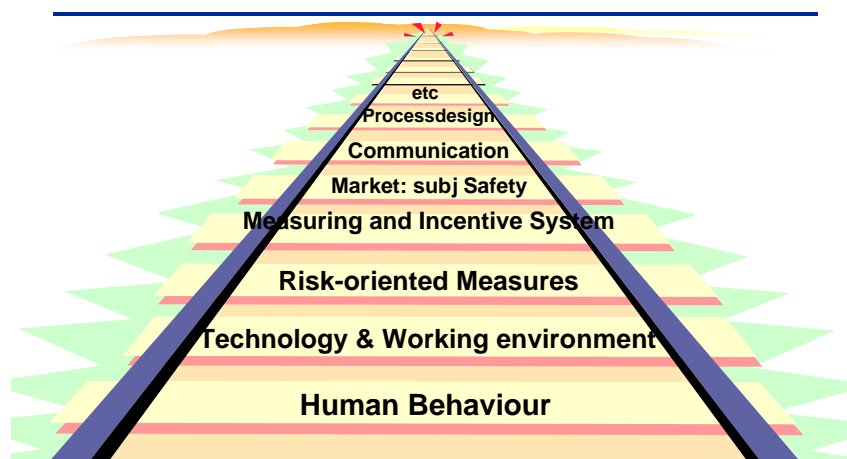 etc
Processdesign
Communication
Market: subj Safety
Measuring and Incentive System
Risk-oriented Measures
Technology & Working environment
Human Behaviour